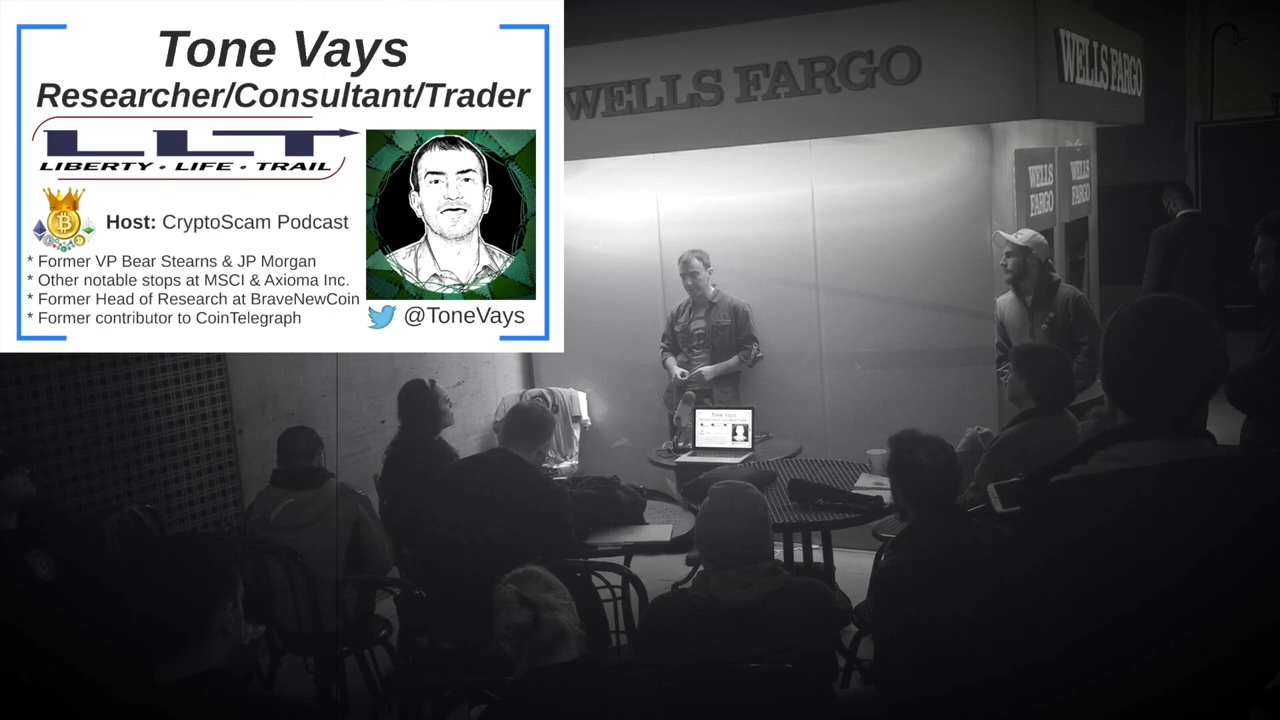 Tone Vays
Researcher/Consultant/Trader
LLT
LIBERTY • LIFE • TRAIL
Host: CryptoScam Podcast
* Former VP Bear Stearns & JP Morgan
* Other notable stops at MSCI & Axioma Inc.
* Former Head of Research at BraveNewCoin
* Former contributor to CoinTelegraph
@ToneVays
WELLS FARGO
WELLS FARGO
WELLS
FARGO
WELLS
FARGO
Tone Vays